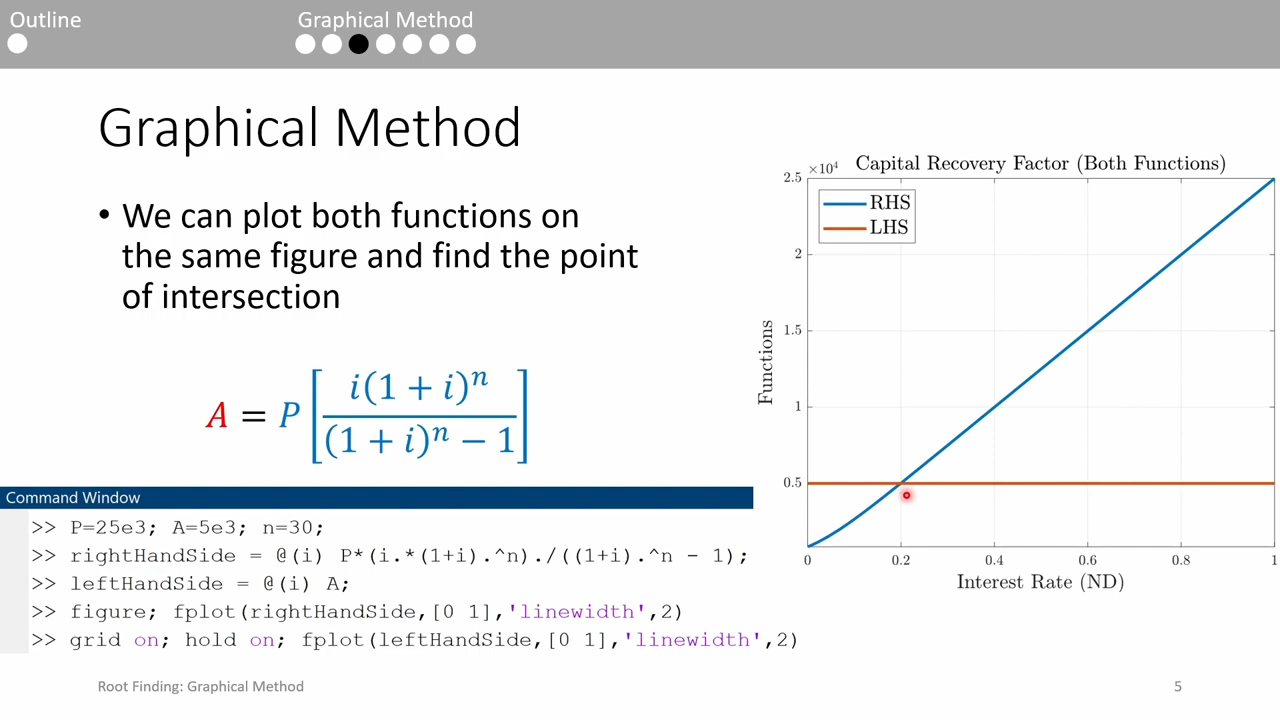 Outline
Graphical Method
Graphical Method
• We can plot both functions on
the same figure and find the point
of intersection
A = P [ i(1 + i)^n / ((1 + i)^n − 1) ]
×10⁴
Capital Recovery Factor (Both Functions)
RHS
LHS
2.5
2
1.5
1
0.5
0
0.2
0.4
0.6
0.8
1
Functions
Interest Rate (ND)
Command Window
>> P=25e3; A=5e3; n=30;
>> rightHandSide = @(i) P*(i.*(1+i).^n)./((1+i).^n - 1);
>> leftHandSide = @(i) A;
>> figure; fplot(rightHandSide,[0 1],'linewidth',2)
>> grid on; hold on; fplot(leftHandSide,[0 1],'linewidth',2)
Root Finding: Graphical Method
5